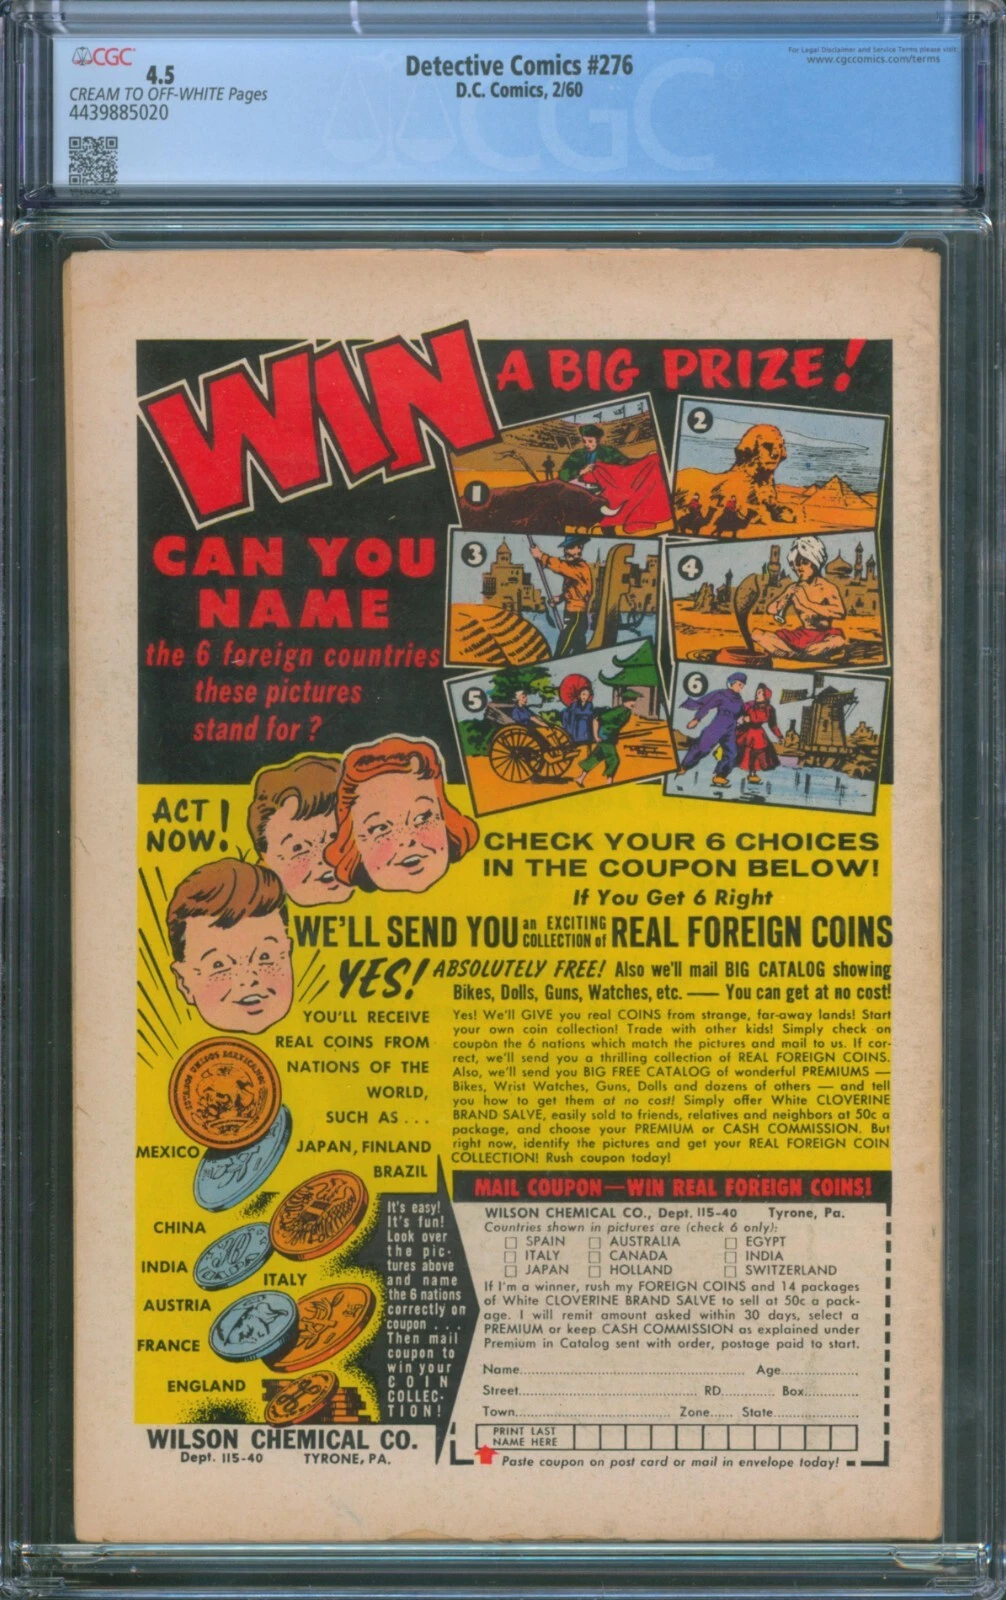 CGC
4.5
CREAM TO OFF-WHITE Pages
4439885020
Detective Comics #276
D.C. Comics, 2/60
For Legal Disclaimer and Service Terms please visit
www.cgccomics.com/terms
CGC
WIN A BIG PRIZE!
CAN YOU
NAME
the 6 foreign countries
these pictures
stand for?
1
2
3
4
5
6
ACT
NOW!
CHECK YOUR 6 CHOICES
IN THE COUPON BELOW!
If You Get 6 Right
WE'LL SEND YOU an EXCITING COLLECTION of REAL FOREIGN COINS
YES!
ABSOLUTELY FREE! Also we'll mail BIG CATALOG showing
Bikes, Dolls, Guns, Watches, etc. — You can get at no cost!
YOU'LL RECEIVE
REAL COINS FROM
NATIONS OF THE
WORLD,
SUCH AS...
JAPAN, FINLAND
BRAZIL
MEXICO
CHINA
INDIA
ITALY
AUSTRIA
FRANCE
ENGLAND
ESTADOS UNIDOS MEXICANOS
Yes! We'll GIVE you real COINS from strange, far-away lands! Start
your own coin collection! Trade with other kids! Simply check on
coupon the 6 nations which match the pictures and mail to us. If cor-
rect, we'll send you a thrilling collection of REAL FOREIGN COINS.
Also, we'll send you BIG FREE CATALOG of wonderful PREMIUMS —
Bikes, Wrist Watches, Guns, Dolls and dozens of others — and tell
you how to get them at no cost! Simply offer White CLOVERINE
BRAND SALVE, easily sold to friends, relatives and neighbors at 50c a
package, and choose your PREMIUM or CASH COMMISSION. But
right now, identify the pictures and get your REAL FOREIGN COIN
COLLECTION! Rush coupon today!
It's easy!
It's fun!
Look over
the pic-
tures above
and name
the 6 nations
correctly on
coupon...
Then mail
coupon to
win your
COIN
COLLEC-
TION!
MAIL COUPON—WIN REAL FOREIGN COINS!
WILSON CHEMICAL CO., Dept. 115-40 Tyrone, Pa.
Countries shown in pictures are (check 6 only):
□ SPAIN □ AUSTRALIA □ EGYPT
□ ITALY □ CANADA □ INDIA
□ JAPAN □ HOLLAND □ SWITZERLAND
If I'm a winner, rush my FOREIGN COINS and 14 packages
of White CLOVERINE BRAND SALVE to sell at 50c a pack-
age. I will remit amount asked within 30 days, select a
PREMIUM or keep CASH COMMISSION as explained under
Premium in Catalog sent with order, postage paid to start.
Name........ Age........
Street........ RD........ Box........
Town........ Zone...... State........
PRINT LAST
NAME HERE
Paste coupon on post card or mail in envelope today!
WILSON CHEMICAL CO.
Dept. 115-40 TYRONE, PA.